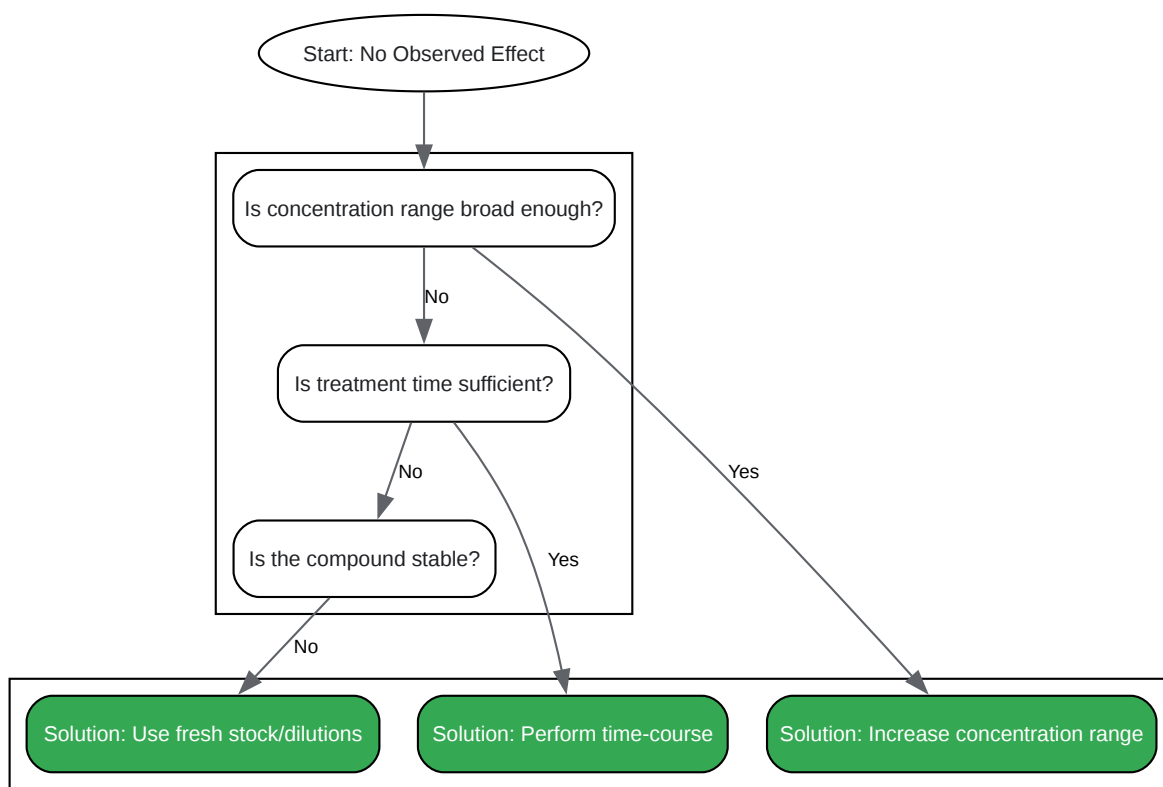 Start: No Observed Effect
Is concentration range broad enough?
No
Is treatment time sufficient?
No
Yes
Is the compound stable?
Yes
No
Solution: Use fresh stock/dilutions
Solution: Perform time-course
Solution: Increase concentration range